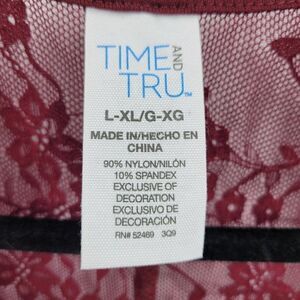 TIME AND
TRU™
L-XL/G-XG
MADE IN/HECHO EN
CHINA
90% NYLON/NILÓN
10% SPANDEX
EXCLUSIVE OF
DECORATION
EXCLUSIVO DE
DECORACIÓN
RN# 52469 3Q9